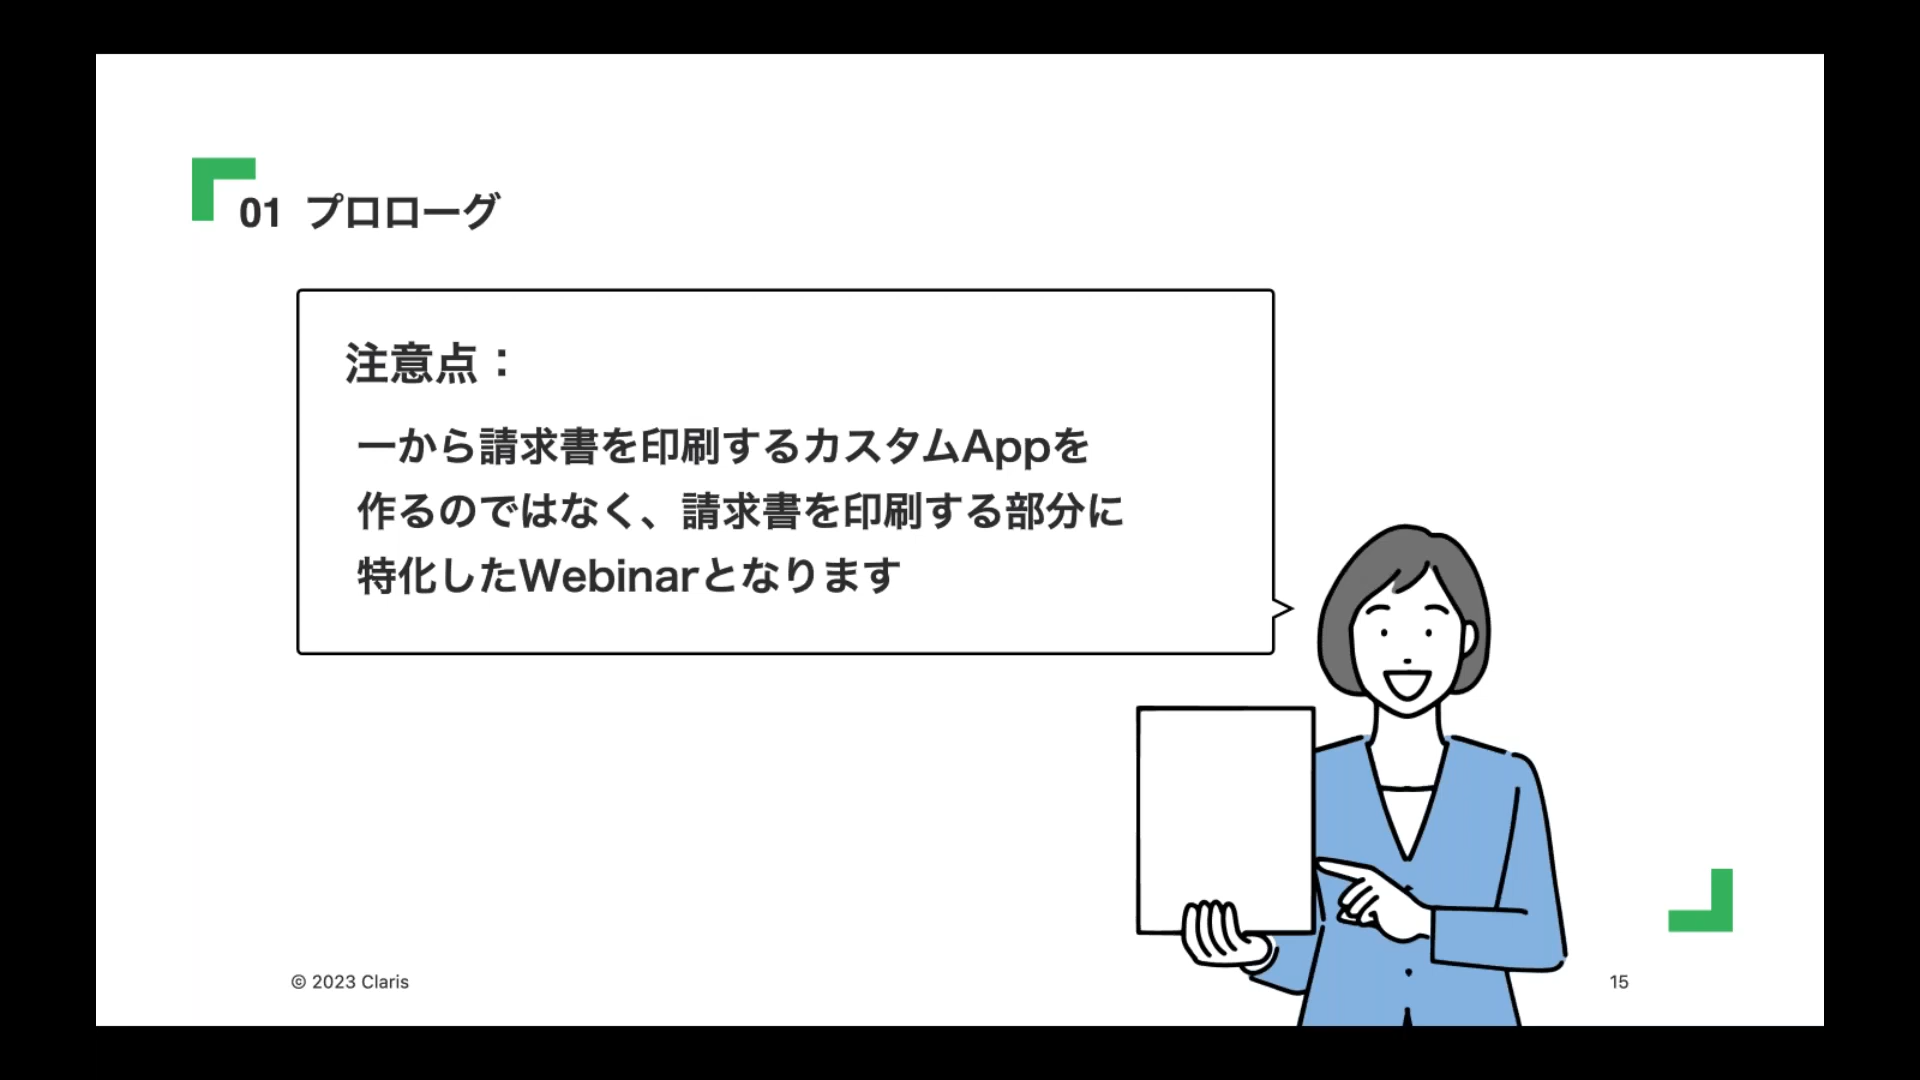 01 プロローグ
注意点：
一から請求書を印刷するカスタムAppを
作るのではなく、請求書を印刷する部分に
特化したWebinarとなります
© 2023 Claris
15